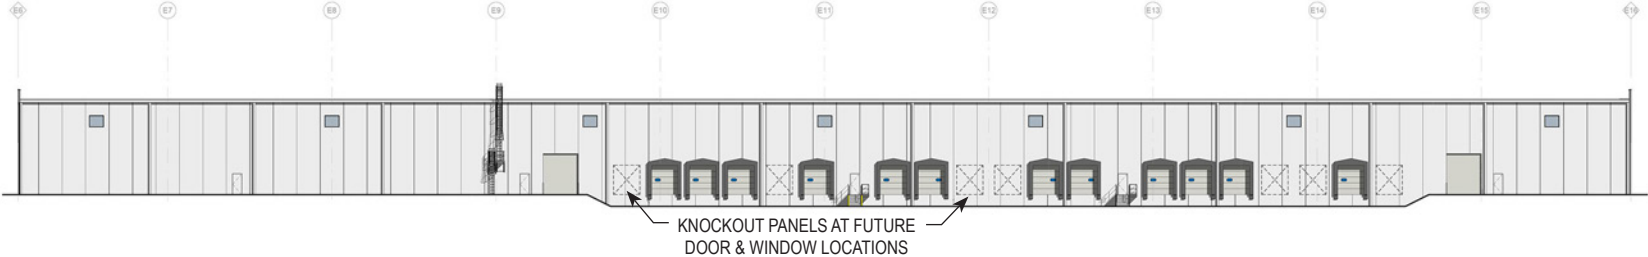 E6 E7 E8 E9 E10 E11 E12 E13 E14 E15 E16
KNOCKOUT PANELS AT FUTURE
DOOR & WINDOW LOCATIONS